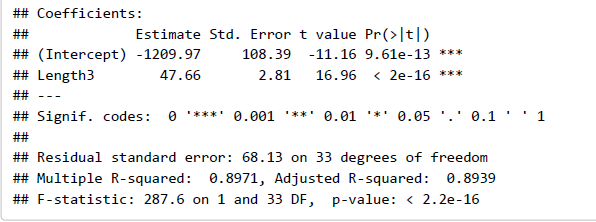 ## Coefficients:
##             Estimate Std. Error t value Pr(>|t|)
## (Intercept) -1209.97     108.39  -11.16 9.61e-13 ***
## Length3        47.66       2.81   16.96  < 2e-16 ***
## ---
## Signif. codes:  0 '***' 0.001 '**' 0.01 '*' 0.05 '.' 0.1 ' ' 1
##
## Residual standard error: 68.13 on 33 degrees of freedom
## Multiple R-squared:  0.8971, Adjusted R-squared:  0.8939
## F-statistic: 287.6 on 1 and 33 DF,  p-value: < 2.2e-16